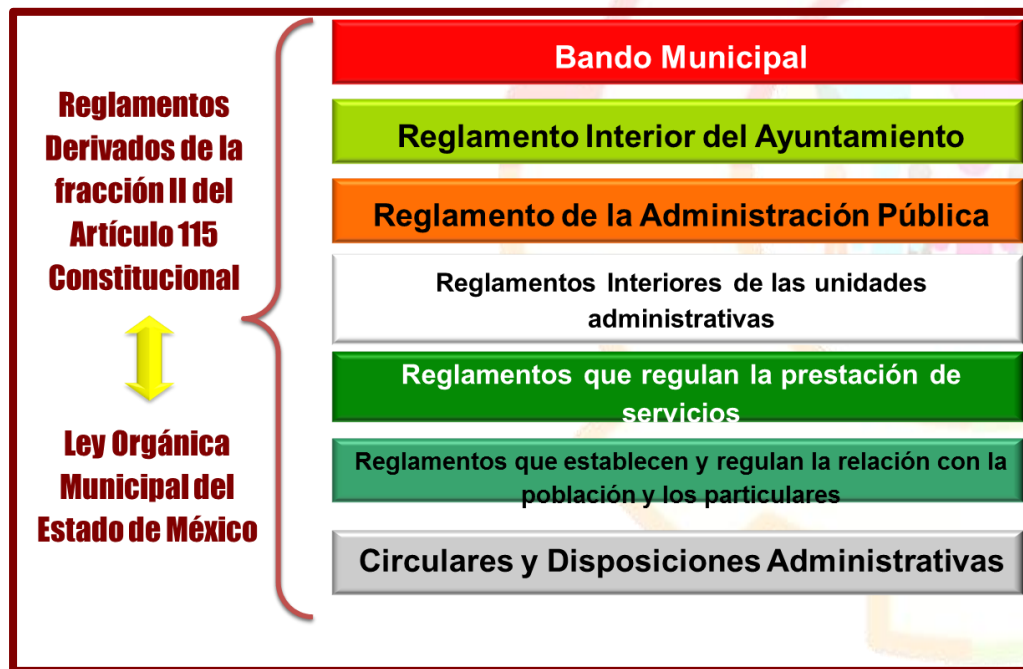 Reglamentos
Derivados de la
fracción II del
Artículo 115
Constitucional
Ley Orgánica
Municipal del
Estado de México
Bando Municipal
Reglamento Interior del Ayuntamiento
Reglamento de la Administración Pública
Reglamentos Interiores de las unidades
administrativas
Reglamentos que regulan la prestación de
servicios
Reglamentos que establecen y regulan la relación con la
población y los particulares
Circulares y Disposiciones Administrativas